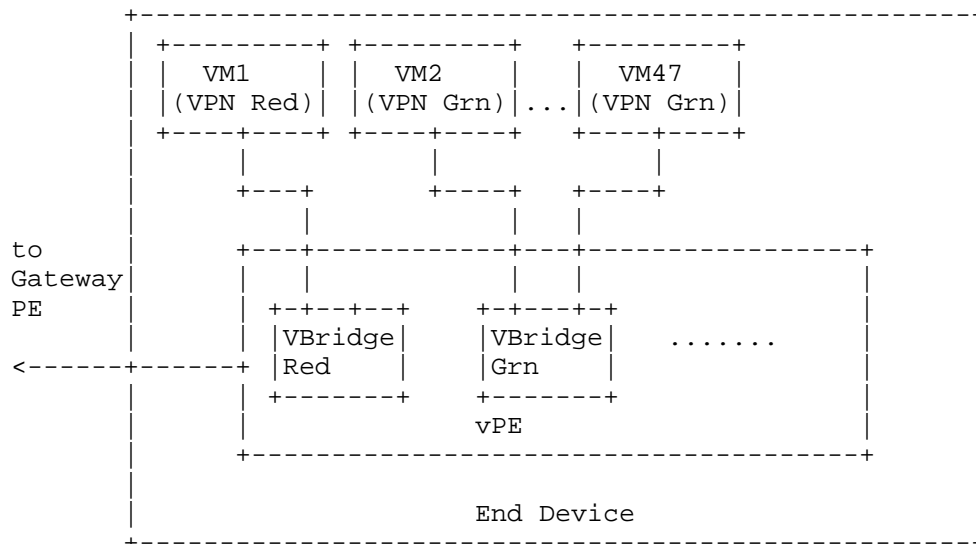 VM1 VM2 VM47
(VPN Red) (VPN Grn) ... (VPN Grn)
to
Gateway
PE
VBridge VBridge .......
Red Grn
vPE
End Device